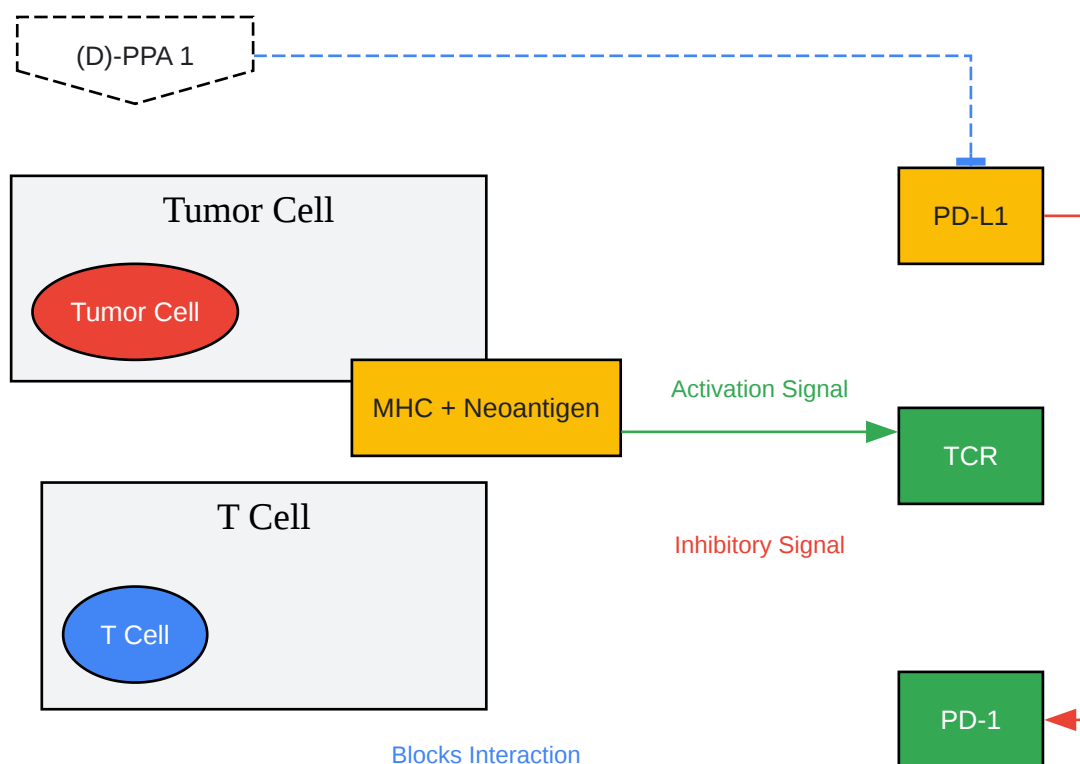 (D)-PPA 1
Tumor Cell
PD-L1
Tumor Cell
Activation Signal
MHC + Neoantigen
TCR
T Cell
Inhibitory Signal
T Cell
PD-1
Blocks Interaction